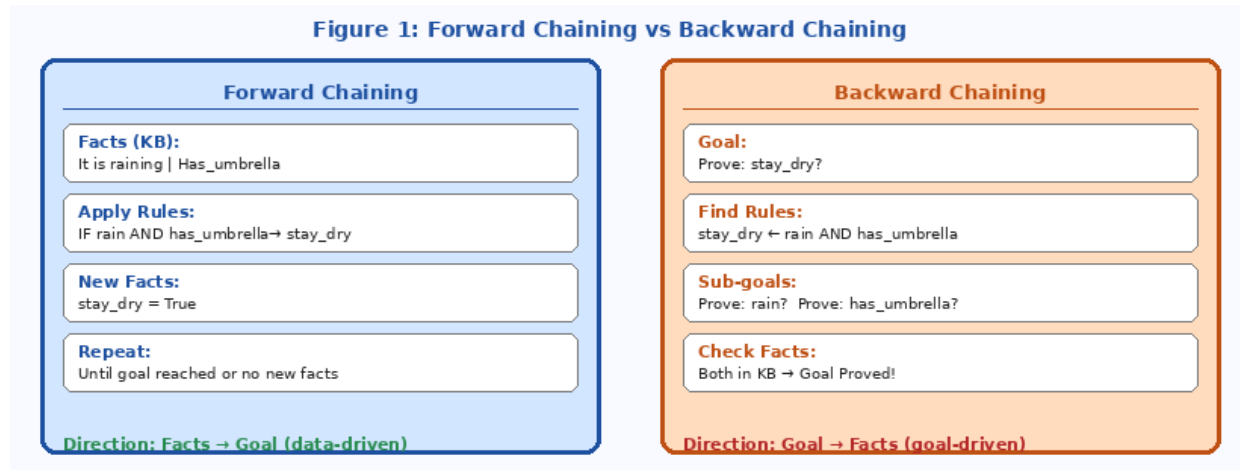 Figure 1: Forward Chaining vs Backward Chaining
Forward Chaining
Facts (KB):
It is raining | Has_umbrella
Apply Rules:
IF rain AND has_umbrella→ stay_dry
New Facts:
stay_dry = True
Repeat:
Until goal reached or no new facts
Direction: Facts → Goal (data-driven)
Backward Chaining
Goal:
Prove: stay_dry?
Find Rules:
stay_dry ← rain AND has_umbrella
Sub-goals:
Prove: rain?  Prove: has_umbrella?
Check Facts:
Both in KB → Goal Proved!
Direction: Goal → Facts (goal-driven)